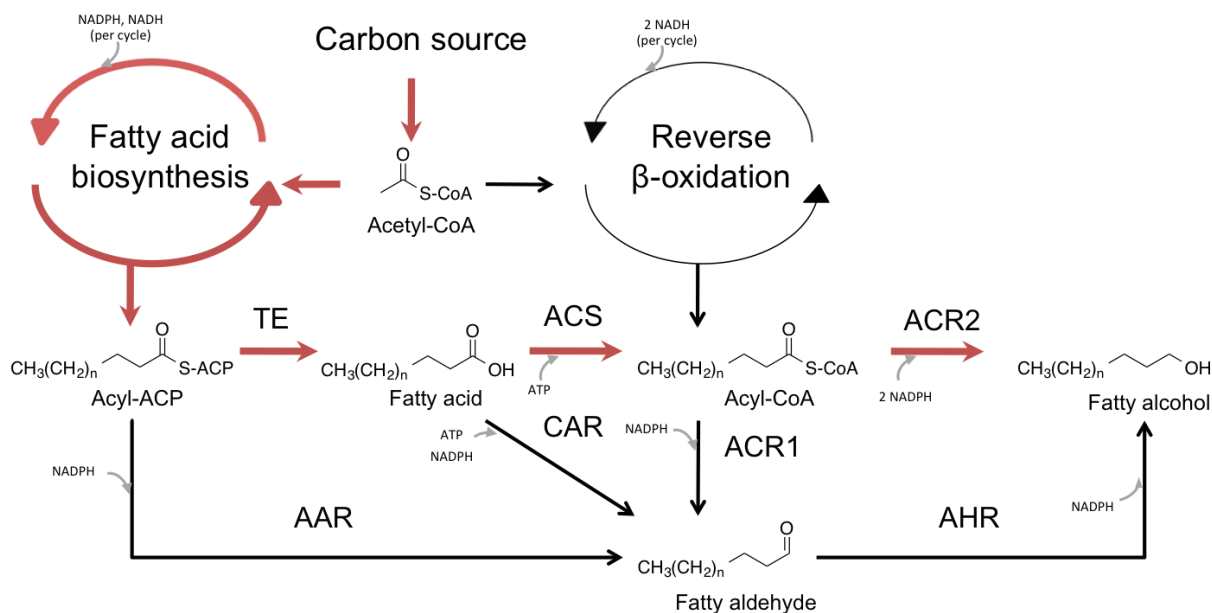 NADPH, NADH
(per cycle)
Carbon source
2 NADH
(per cycle)
Fatty acid
biosynthesis
O
S-CoA
Acetyl-CoA
Reverse
β-oxidation
TE
ACS
ACR2
O
CH₃(CH₂)n
S-ACP
Acyl-ACP
O
CH₃(CH₂)n
OH
Fatty acid
ATP
O
CH₃(CH₂)n
S-CoA
Acyl-CoA
2 NADPH
CH₃(CH₂)n
OH
Fatty alcohol
NADPH
ATP
NADPH
CAR
NADPH
ACR1
NADPH
AAR
AHR
O
CH₃(CH₂)n
Fatty aldehyde